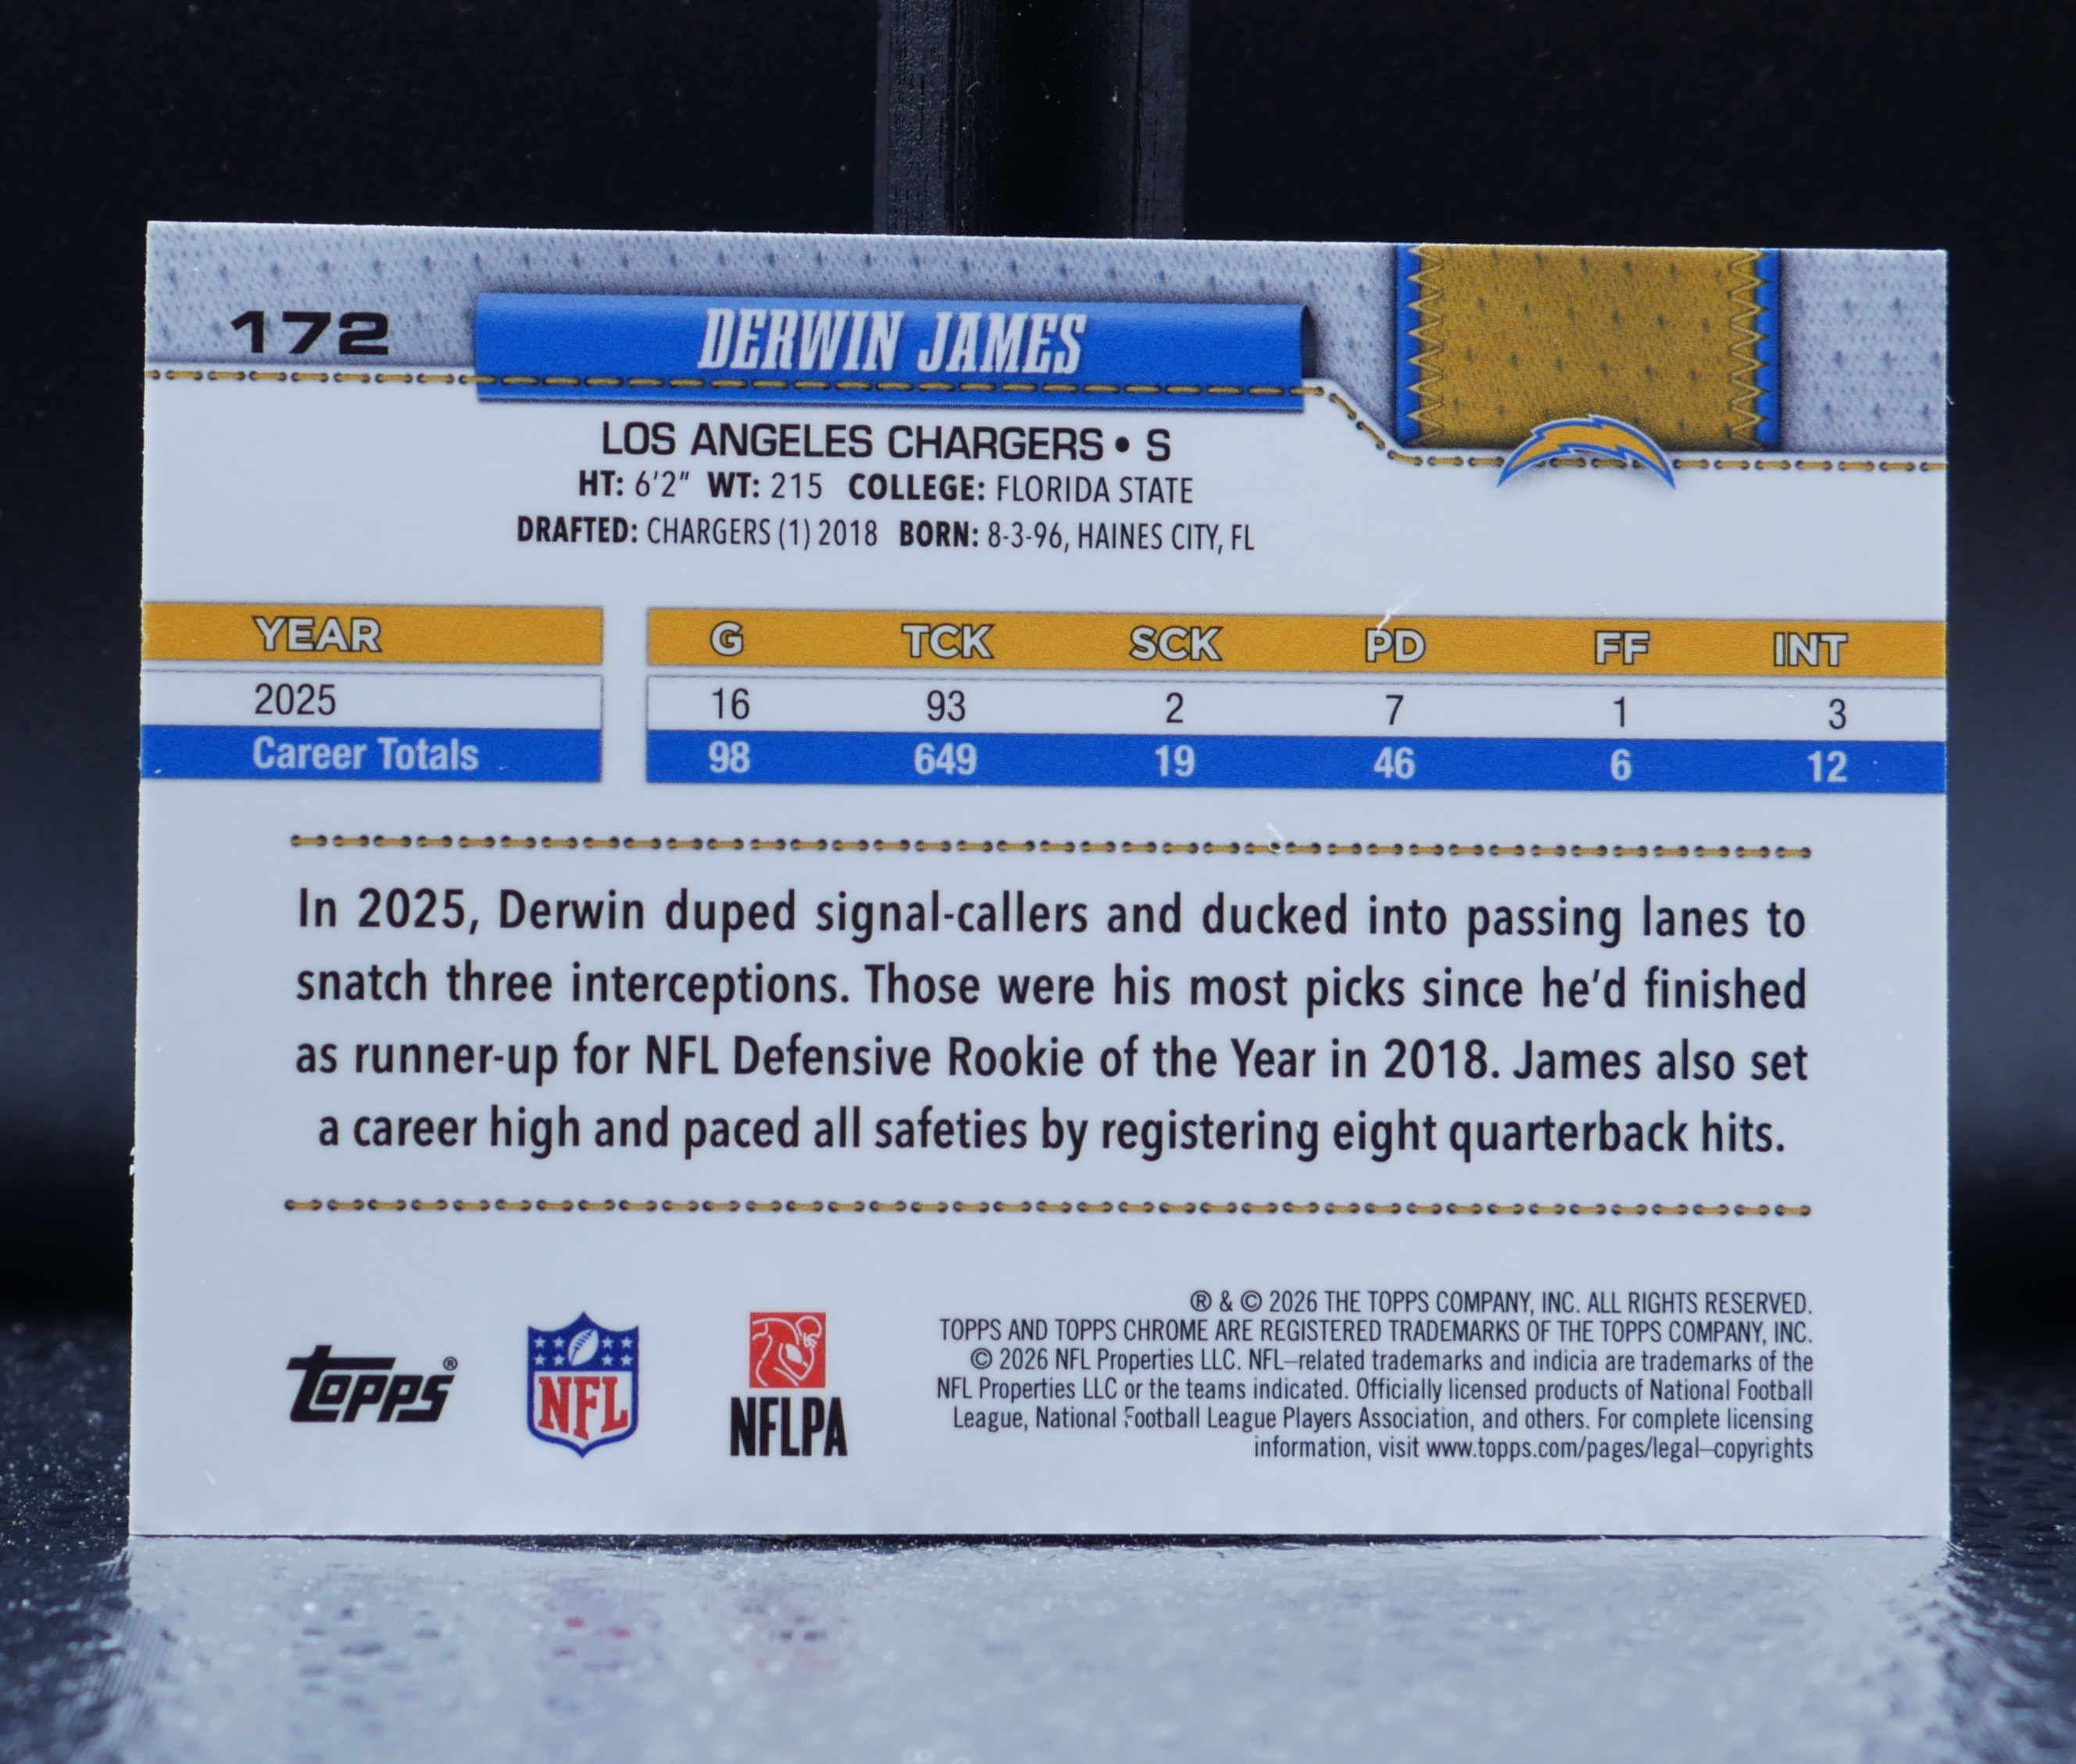 172
DERWIN JAMES
LOS ANGELES CHARGERS • S
HT: 6'2" WT: 215 COLLEGE: FLORIDA STATE
DRAFTED: CHARGERS (1) 2018 BORN: 8-3-96, HAINES CITY, FL
YEAR G TCK SCK PD FF INT
2025 16 93 2 7 1 3
Career Totals 98 649 19 46 6 12
In 2025, Derwin duped signal-callers and ducked into passing lanes to
snatch three interceptions. Those were his most picks since he'd finished
as runner-up for NFL Defensive Rookie of the Year in 2018. James also set
a career high and paced all safeties by registering eight quarterback hits.
® & © 2026 THE TOPPS COMPANY, INC. ALL RIGHTS RESERVED.
TOPPS AND TOPPS CHROME ARE REGISTERED TRADEMARKS OF THE TOPPS COMPANY, INC.
© 2026 NFL Properties LLC. NFL–related trademarks and indicia are trademarks of the
NFL Properties LLC or the teams indicated. Officially licensed products of National Football
League, National Football League Players Association, and others. For complete licensing
information, visit www.topps.com/pages/legal–copyrights
topps®
NFL
NFLPA